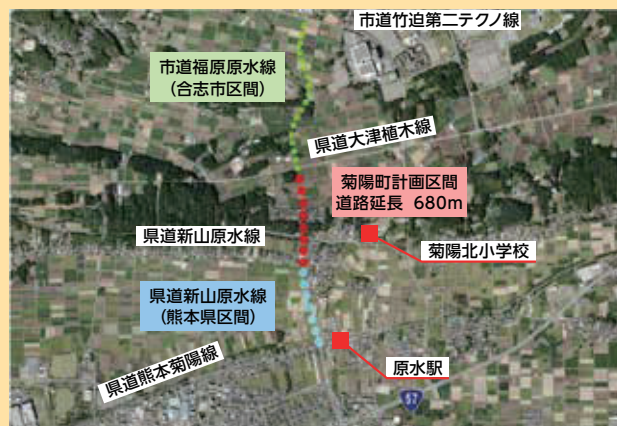 市道竹迫第二テクノ線
市道福原原水線
(合志市区間)
県道大津植木線
菊陽町計画区間
道路延長 680m
県道新山原水線
菊陽北小学校
県道新山原水線
(熊本県区間)
原水駅
県道熊本菊陽線
57